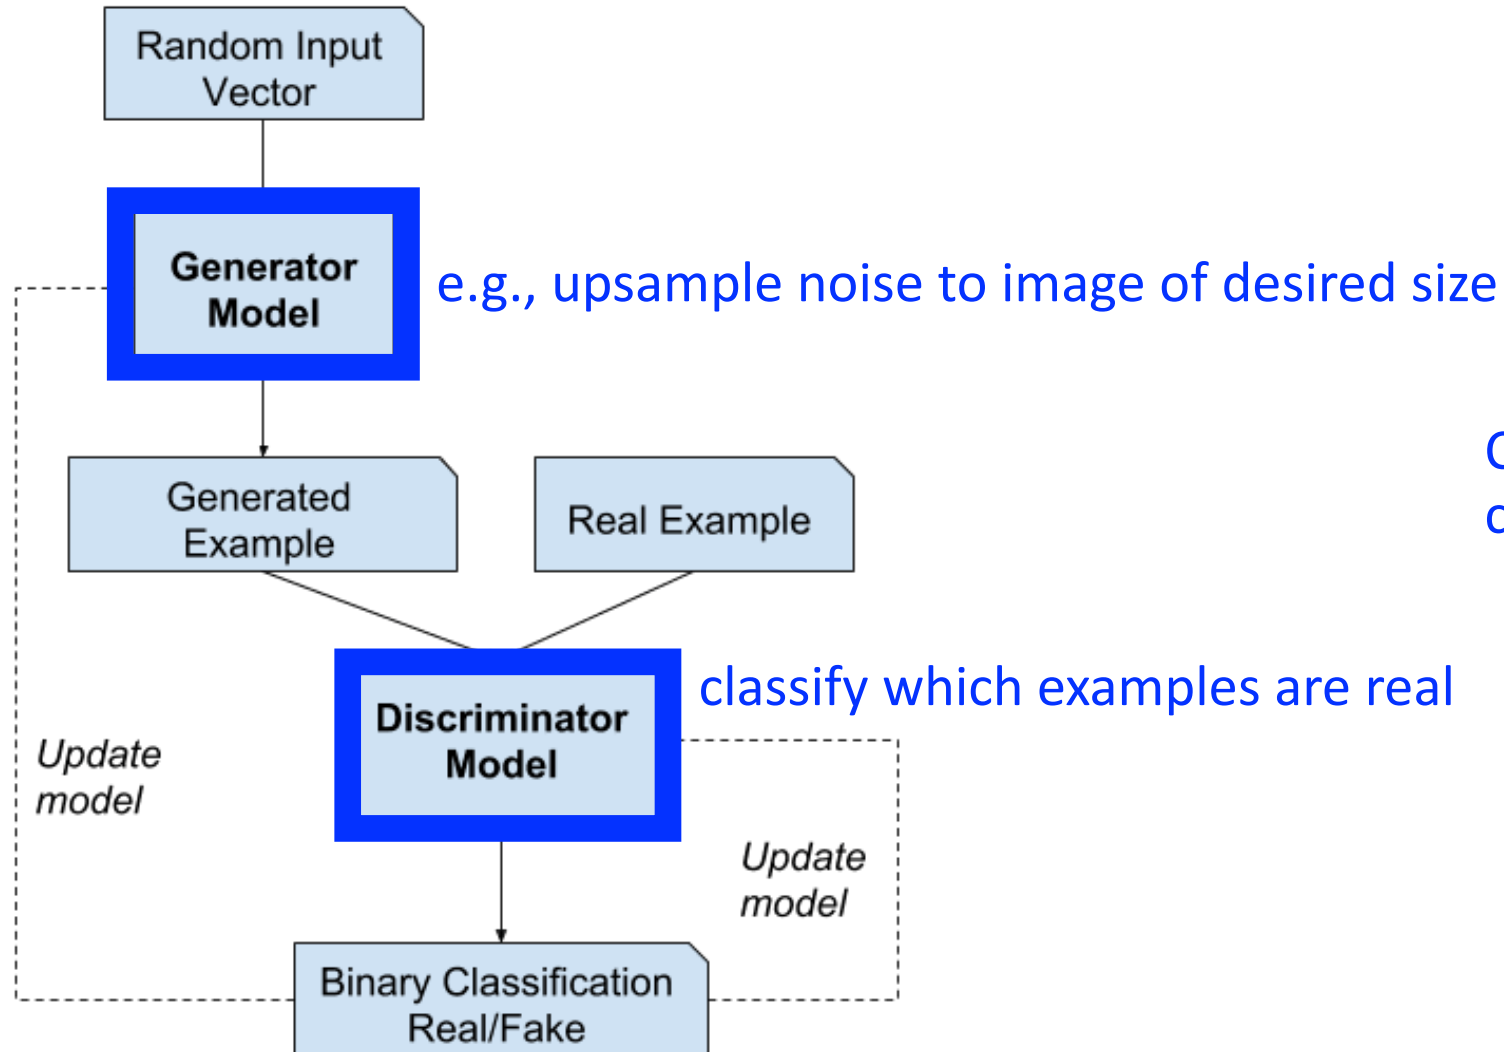 Random Input
Vector
Generator
Model
e.g., upsample noise to image of desired size
Generated
Example
Real Example
Discriminator
Model
classify which examples are real
Update
model
Update
model
Binary Classification
Real/Fake